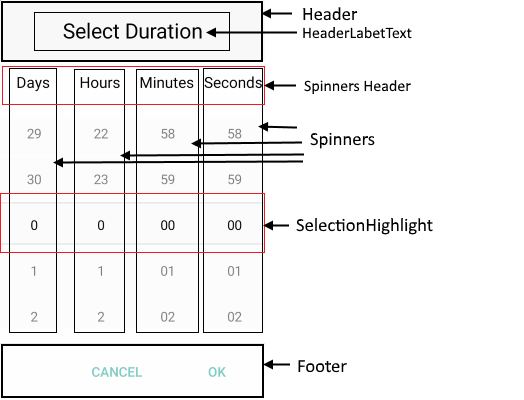 Header
Select Duration
HeaderLabetText
Days Hours Minutes Seconds
Spinners Header
29 22 58 58
Spinners
30 23 59 59
0 0 00 00
SelectionHighlight
1 1 01 01
2 2 02 02
CANCEL OK
Footer